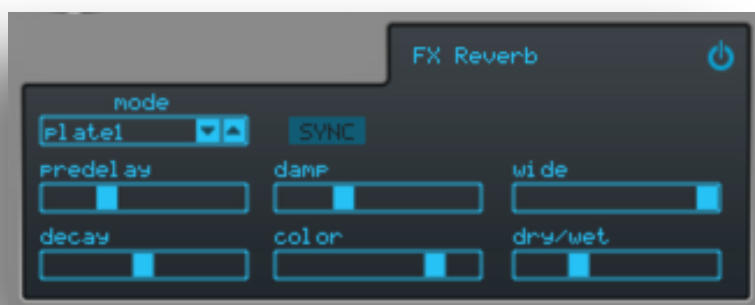 FX Reverb
mode
plate1
SYNC
predelay damp wide
decay color dry/wet